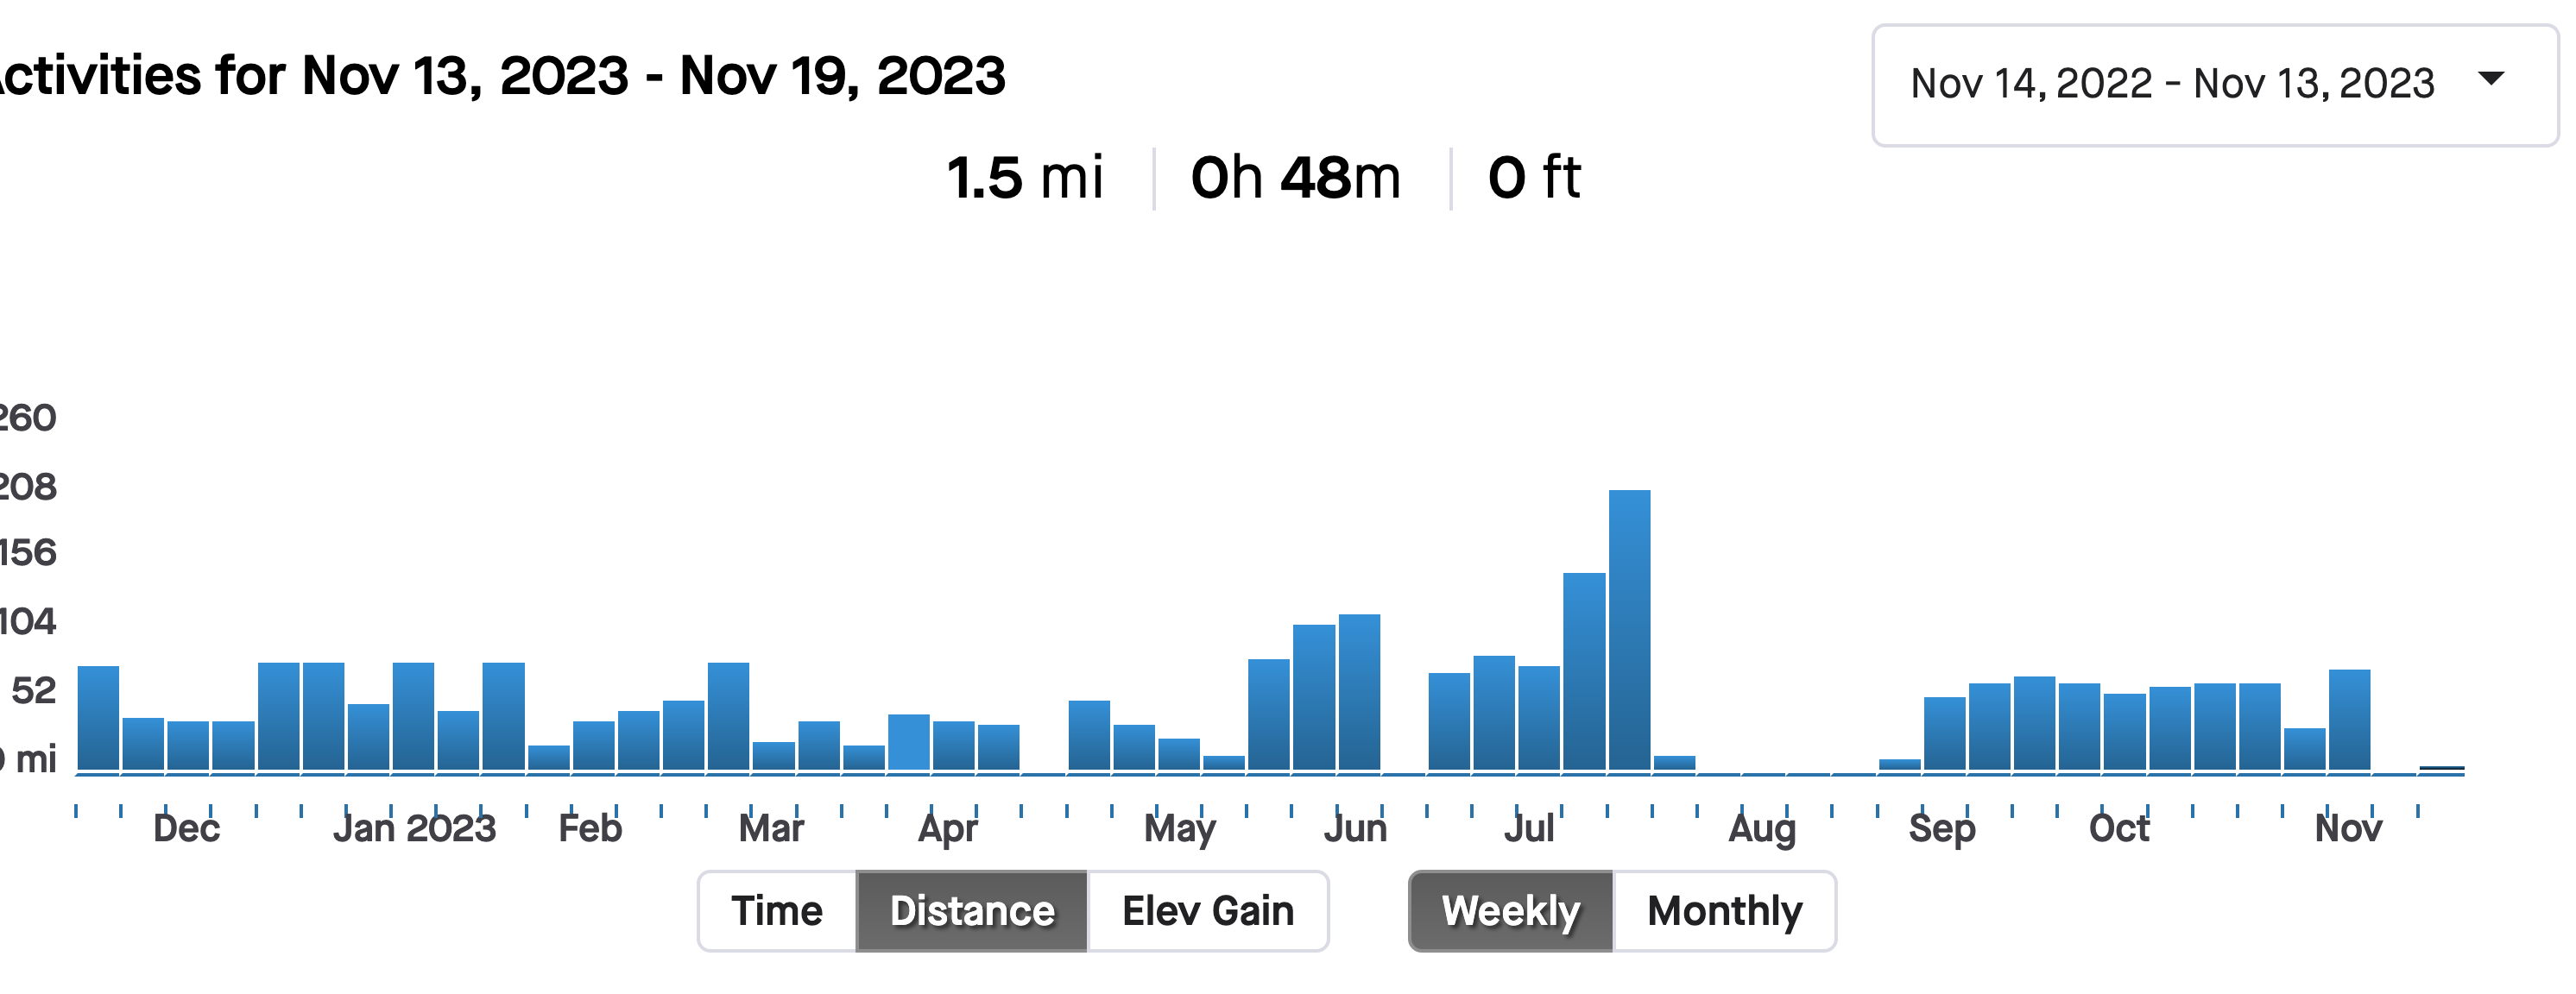 ctivities for Nov 13, 2023 - Nov 19, 2023
Nov 14, 2022 - Nov 13, 2023
1.5 mi 0h 48m 0 ft
260
208
156
104
52
0 mi
Dec Jan 2023 Feb Mar Apr May Jun Jul Aug Sep Oct Nov
Time Distance Elev Gain Weekly Monthly